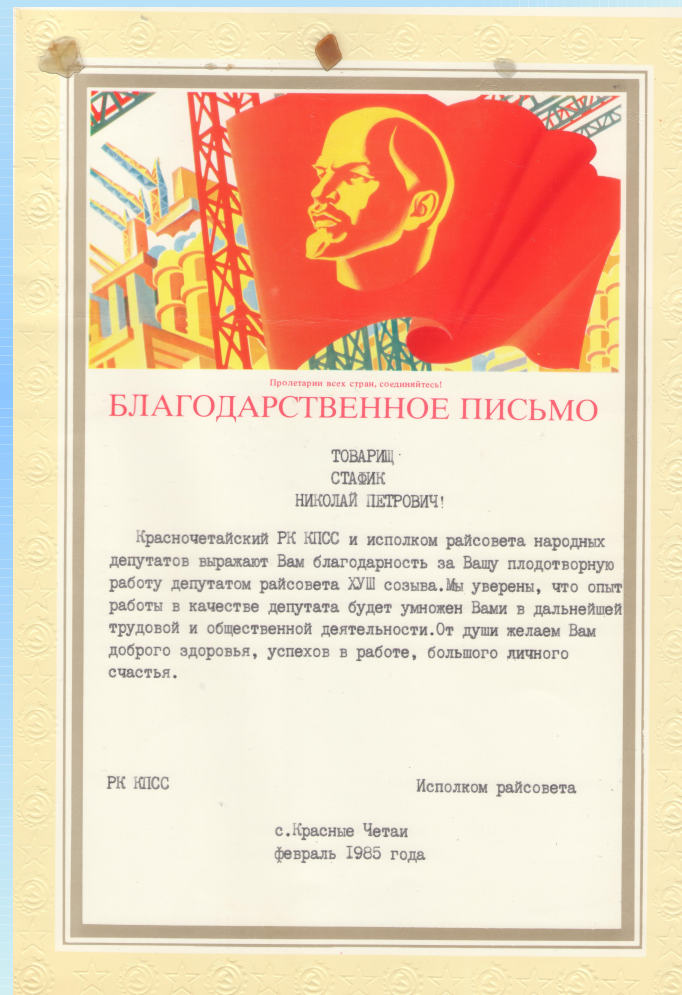 Пролетарии всех стран, соединяйтесь!
БЛАГОДАРСТВЕННОЕ ПИСЬМО
ТОВАРИЩ
СТАФИК
НИКОЛАЙ ПЕТРОВИЧ!
Красночетайский РК КПСС и исполком райсовета народных
депутатов выражают Вам благодарность за Вашу плодотворную
работу депутатом райсовета ХУШ созыва.Мы уверены, что опыт
работы в качестве депутата будет умножен Вами в дальнейшей
трудовой и общественной деятельности.От души желаем Вам
доброго здоровья, успехов в работе, большого личного
счастья.
РК КПСС
Исполком райсовета
с.Красные Четаи
февраль 1985 года